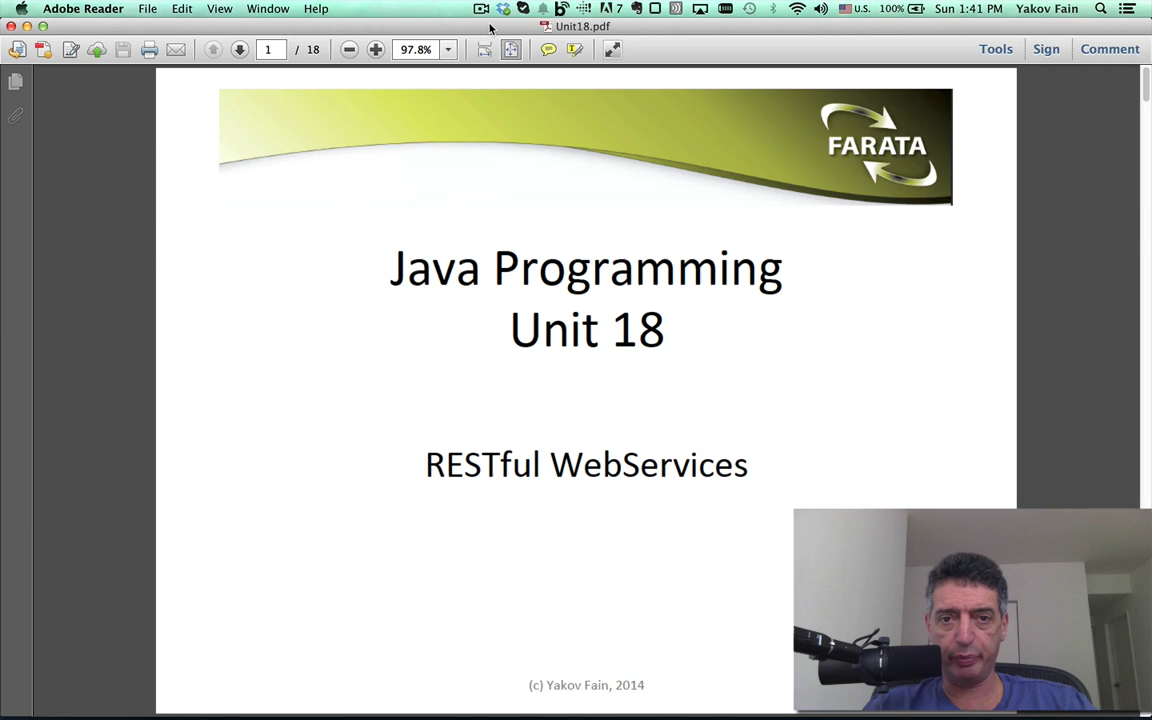 Adobe Reader File Edit View Window Help 7 U.S. 100% Sun 1:41 PM Yakov Fain
Unit18.pdf
1 / 18 97.8% Tools Sign Comment
FARATA
Java Programming
Unit 18
RESTful WebServices
(c) Yakov Fain, 2014